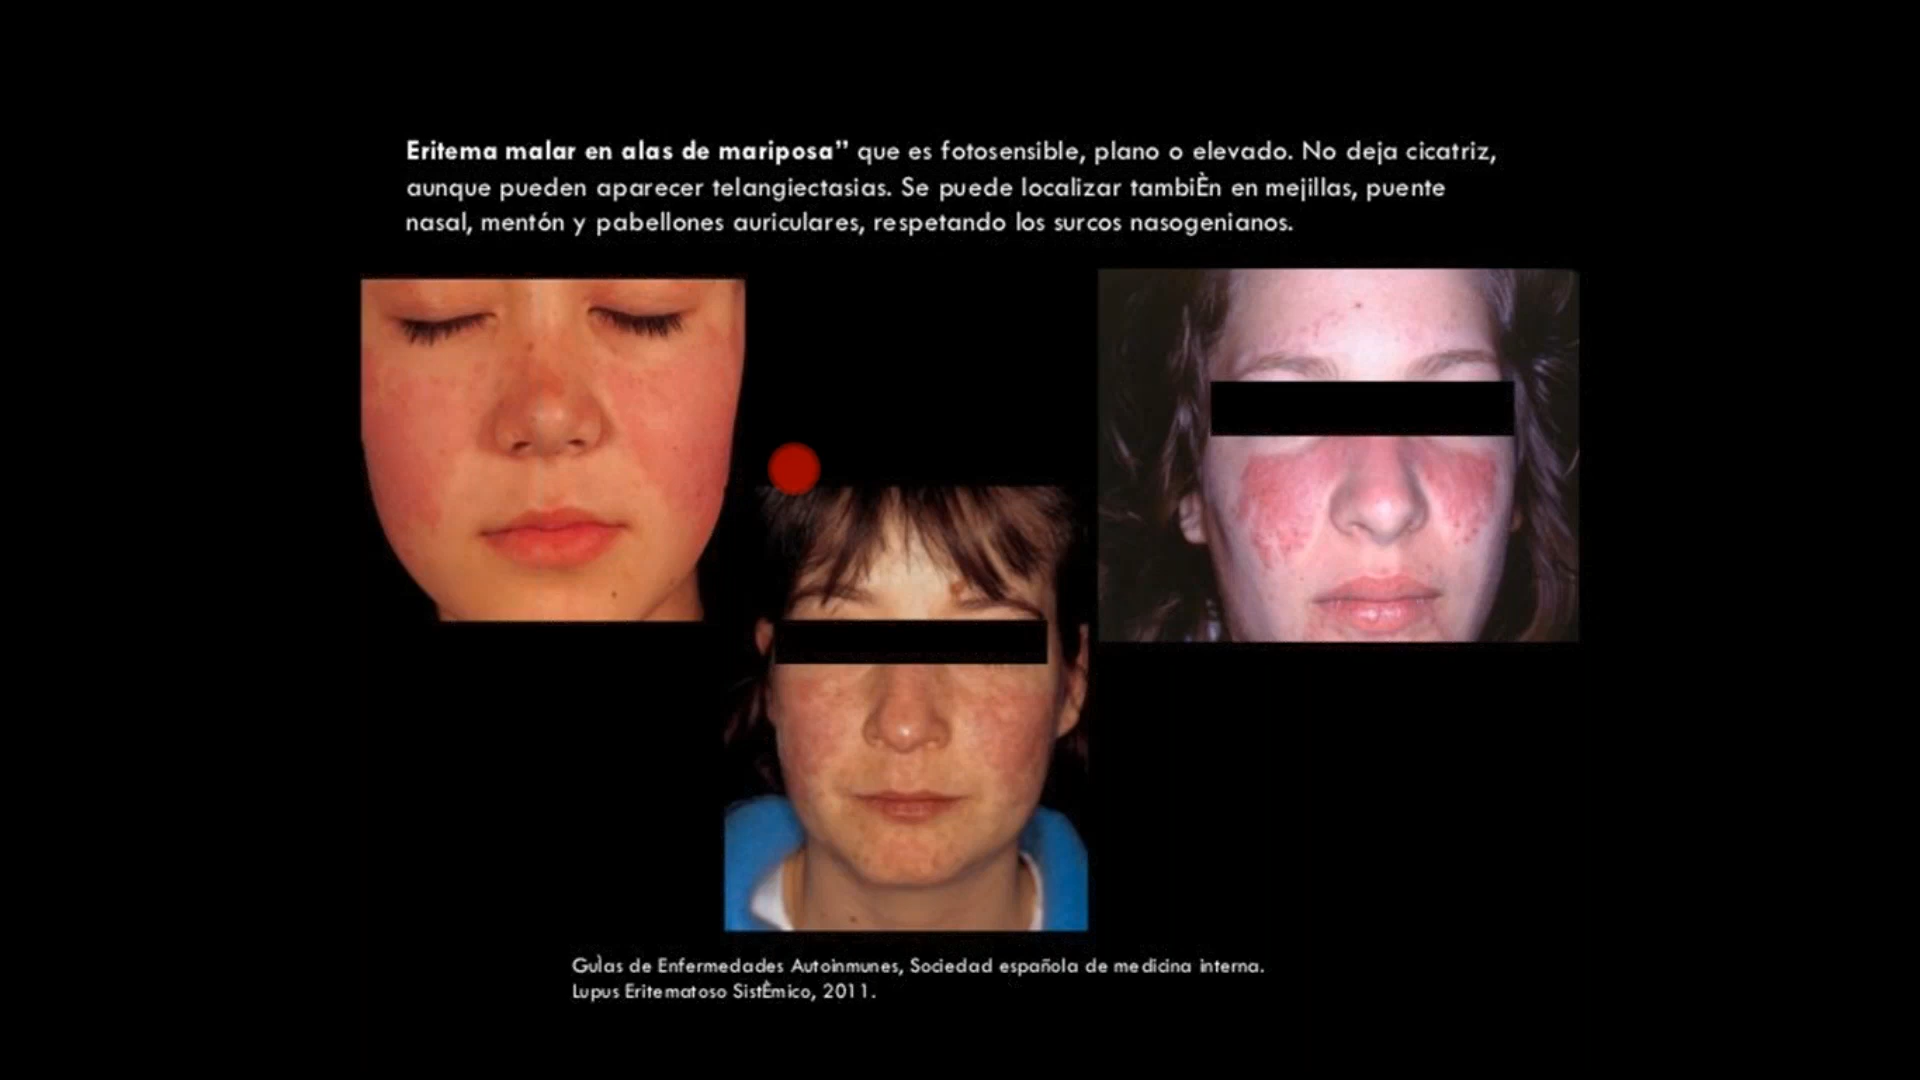 Eritema malar en alas de mariposa” que es fotosensible, plano o elevado. No deja cicatriz,
aunque pueden aparecer telangiectasias. Se puede localizar tambiÈn en mejillas, puente
nasal, mentón y pabellones auriculares, respetando los surcos nasogenianos.
GuÌas de Enfermedades Autoinmunes, Sociedad española de medicina interna.
Lupus Eritematoso SistÈmico, 2011.